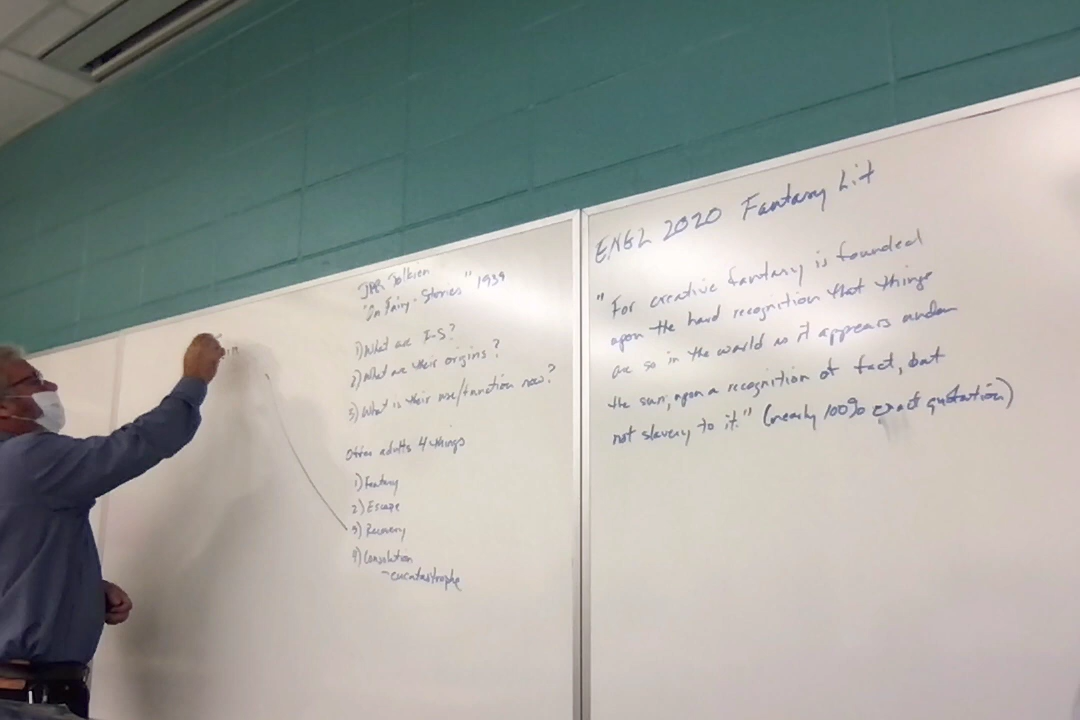 JRR Tolkien
"On Fairy-Stories" 1939
1) What are F-S?
2) What are their origins?
3) What is their use/function now?
Offer adults 4 things
1) Fantasy
2) Escape
3) Recovery
4) Consolation
- eucatastrophe
ENGL 2020 Fantasy Lit
"For creative fantasy is founded
upon the hard recognition that things
are so in the world as it appears under
the sun; upon a recognition of fact, but
not slavery to it." (nearly 100% exact quotation)